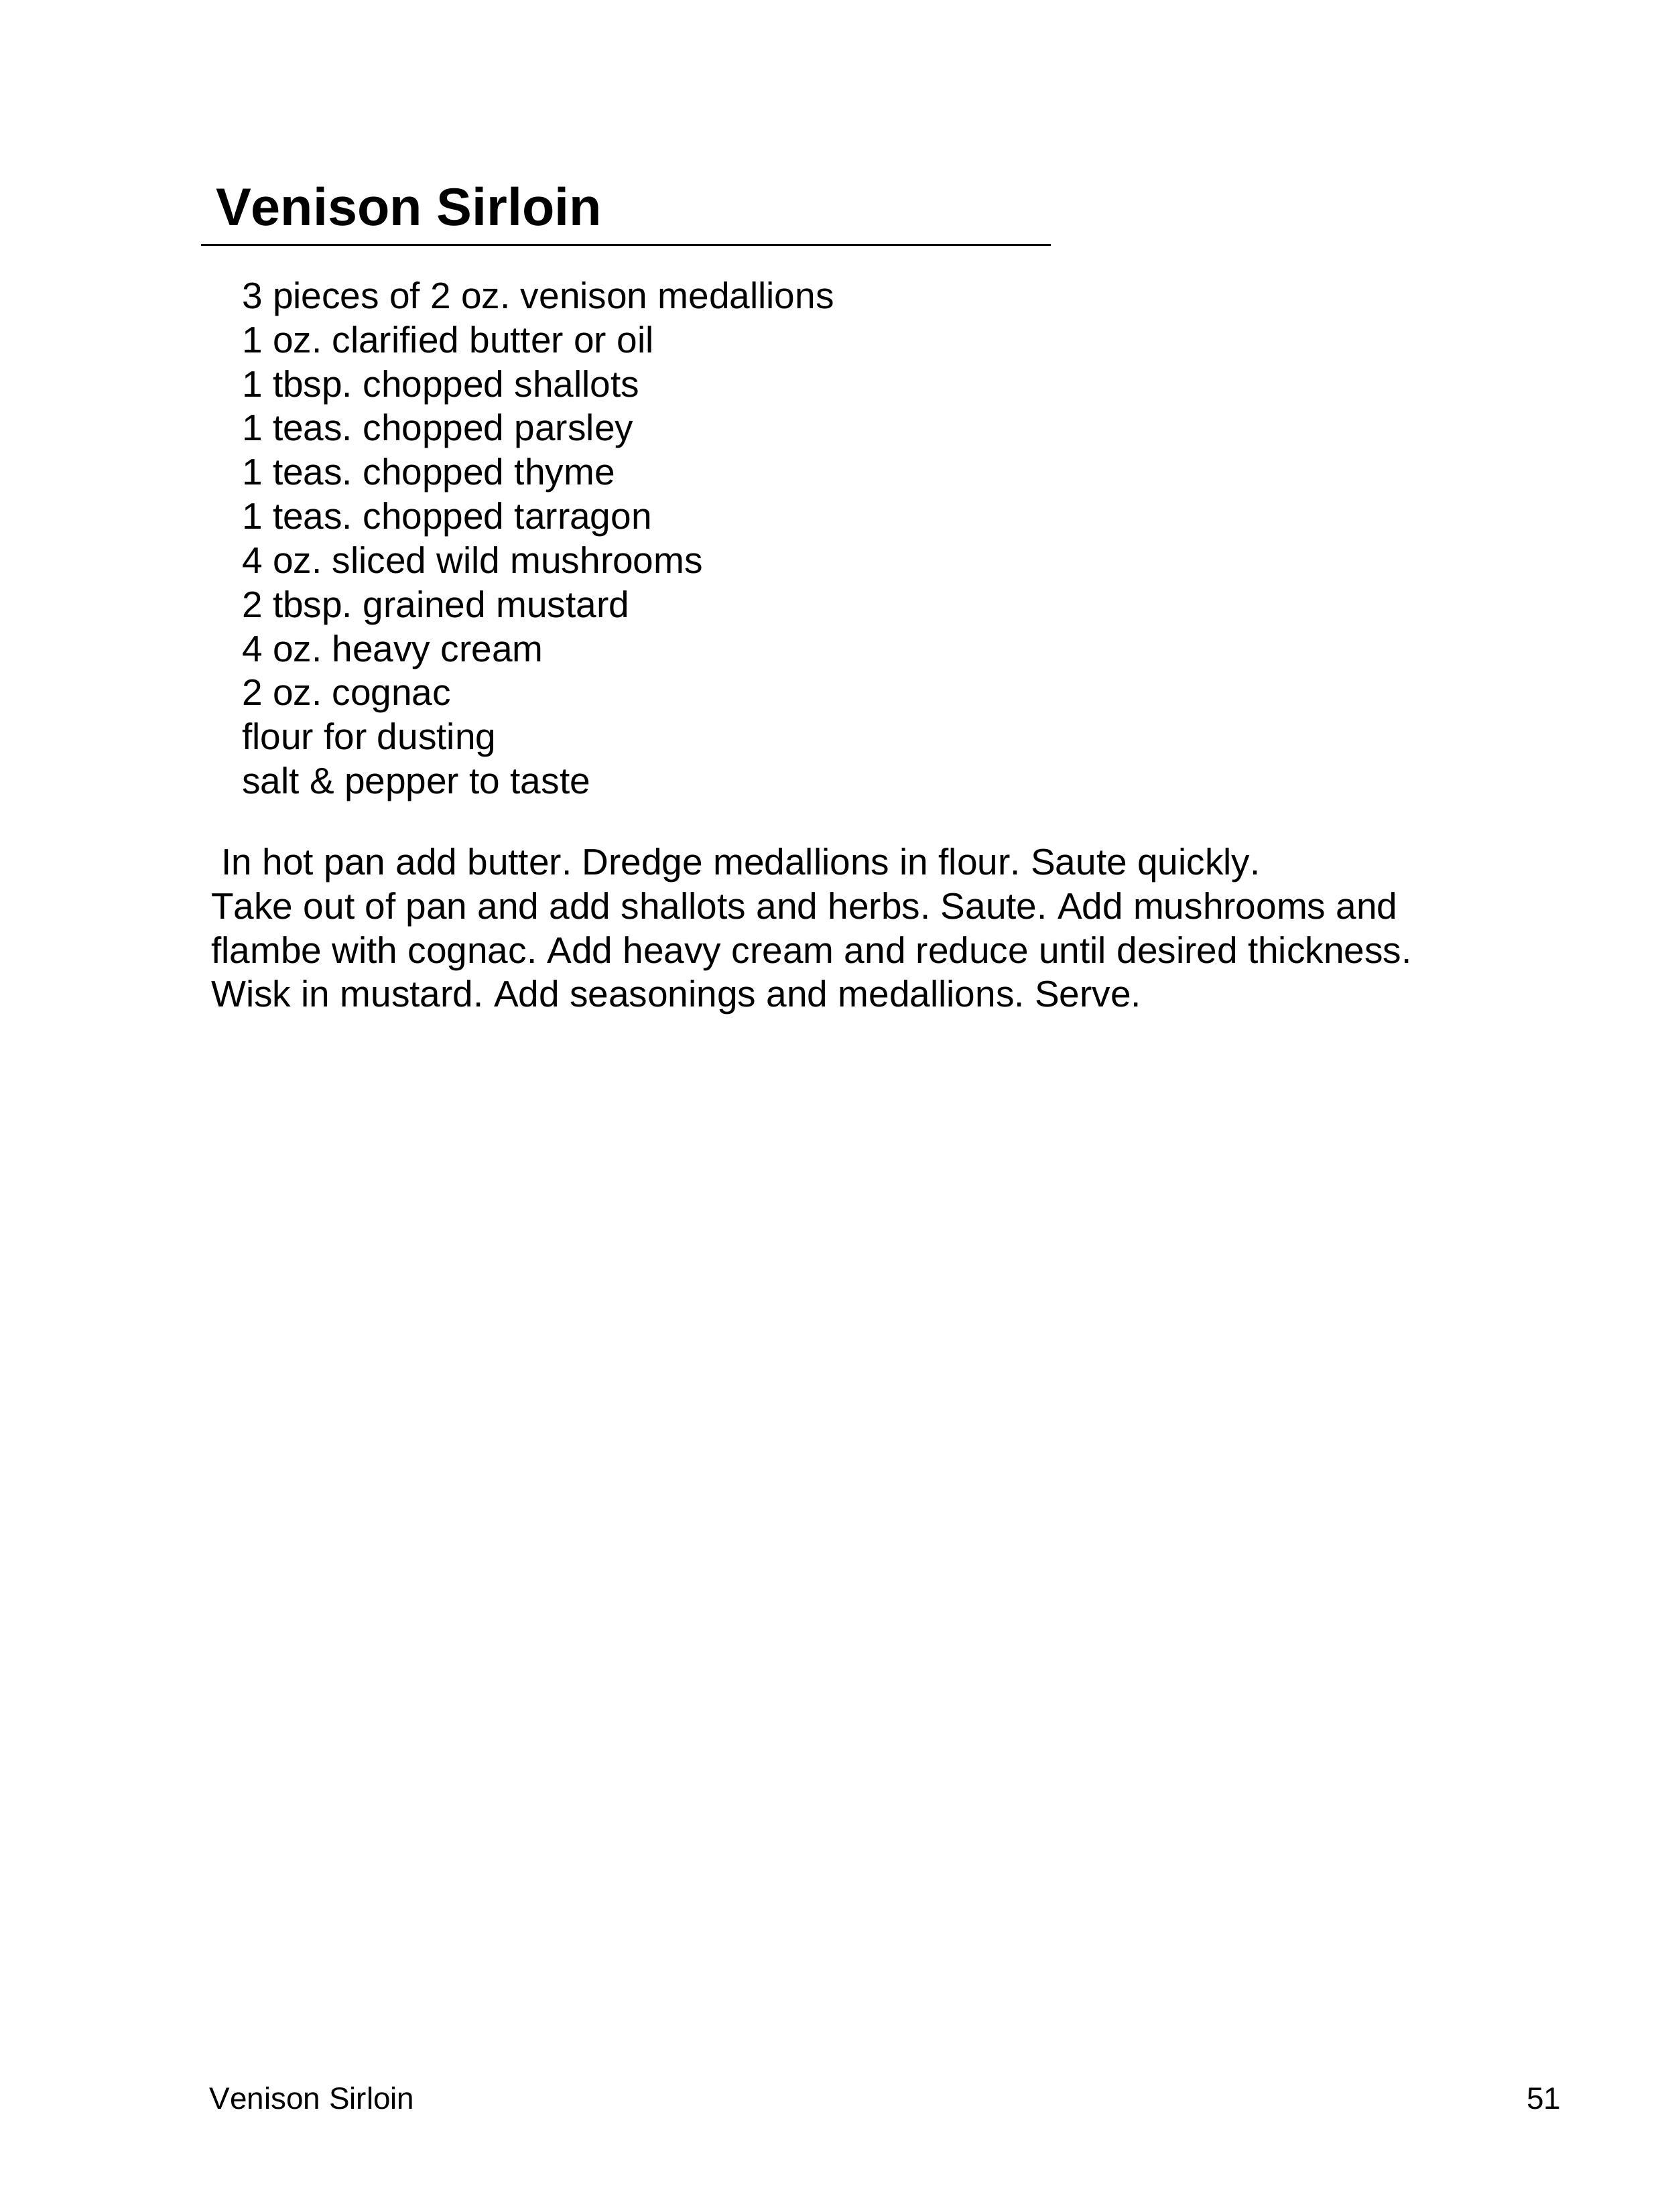 Venison Sirloin
3 pieces of 2 oz. venison medallions
1 oz. clarified butter or oil
1 tbsp. chopped shallots
1 teas. chopped parsley
1 teas. chopped thyme
1 teas. chopped tarragon
4 oz. sliced wild mushrooms
2 tbsp. grained mustard
4 oz. heavy cream
2 oz. cognac
flour for dusting
salt & pepper to taste
In hot pan add butter. Dredge medallions in flour. Saute quickly.
Take out of pan and add shallots and herbs. Saute. Add mushrooms and
flambe with cognac. Add heavy cream and reduce until desired thickness.
Wisk in mustard. Add seasonings and medallions. Serve.
Venison Sirloin 51